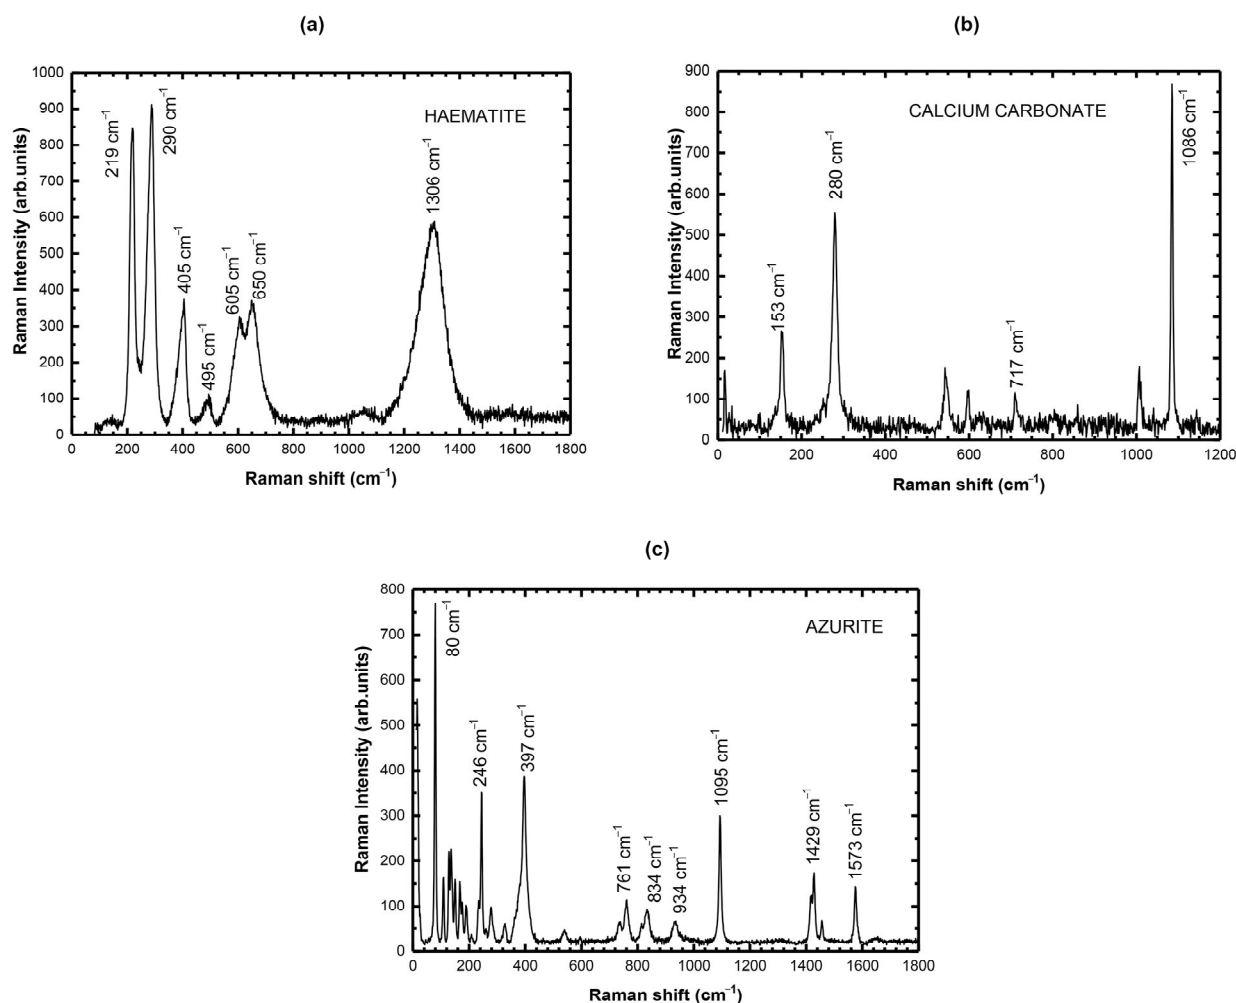 (a)
HAEMATITE
219 cm⁻¹
290 cm⁻¹
405 cm⁻¹
495 cm⁻¹
605 cm⁻¹
650 cm⁻¹
1306 cm⁻¹
Raman Intensity (arb.units)
1000
900
800
700
600
500
400
300
200
100
0
0 200 400 600 800 1000 1200 1400 1600 1800
Raman shift (cm⁻¹)
(b)
CALCIUM CARBONATE
153 cm⁻¹
280 cm⁻¹
717 cm⁻¹
1086 cm⁻¹
Raman Intensity (arb.units)
900
800
700
600
500
400
300
200
100
0
0 200 400 600 800 1000 1200
Raman shift (cm⁻¹)
(c)
AZURITE
80 cm⁻¹
246 cm⁻¹
397 cm⁻¹
761 cm⁻¹
834 cm⁻¹
934 cm⁻¹
1095 cm⁻¹
1429 cm⁻¹
1573 cm⁻¹
Raman Intensity (arb.units)
800
700
600
500
400
300
200
100
0
0 200 400 600 800 1000 1200 1400 1600 1800
Raman shift (cm⁻¹)